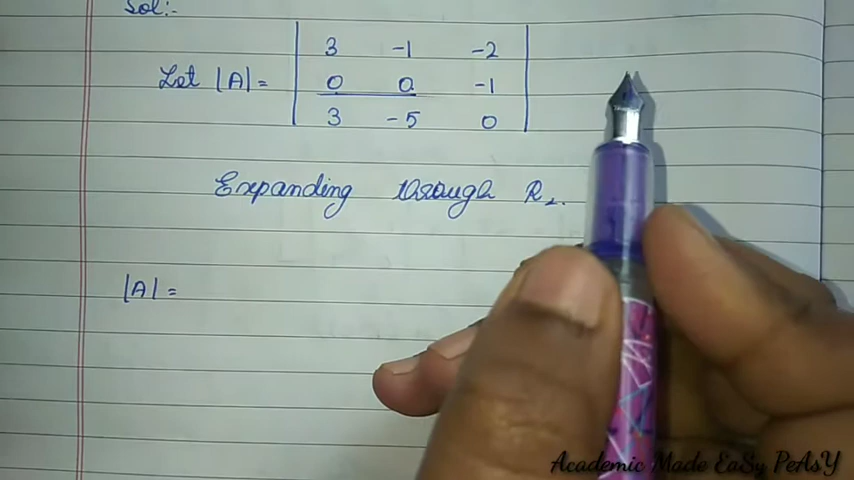 Sol:-
Let |A| = | 3 -1 -2 |
| 0 0 -1 |
| 3 -5 0 |
Expanding through R₂.
|A| =
Academic Made EaSy PeAsY